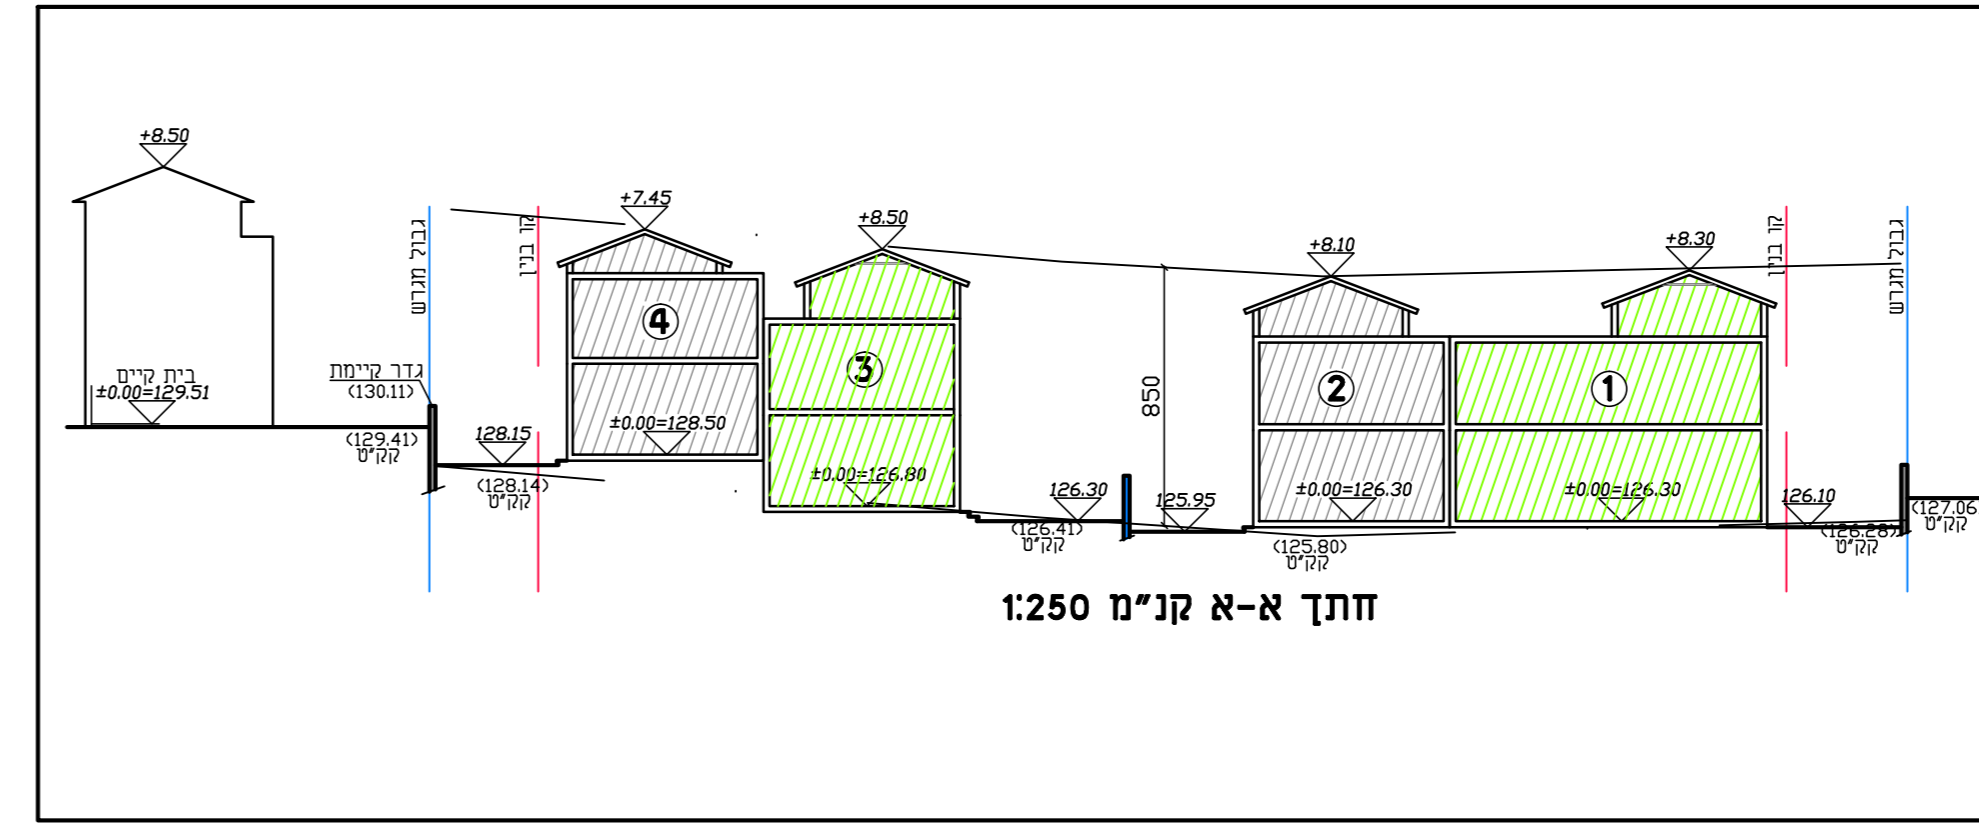 +8.50
בית קיים
±0.00=129.51
גבול מגרש
גדר קיימת
(130.11)
(129.41)
קק"ט
קו בנין
128.15
(128.14)
קק"ט
+7.45
4
±0.00=128.50
+8.50
3
±0.00=126.80
126.30
(126.41)
קק"ט
850
125.95
+8.10
2
±0.00=126.30
(125.80)
קק"ט
+8.30
1
±0.00=126.30
קו בנין
126.10
(126.28)
קק"ט
גבול מגרש
(127.06
קק"ט
חתך א-א קנ"מ 1:250